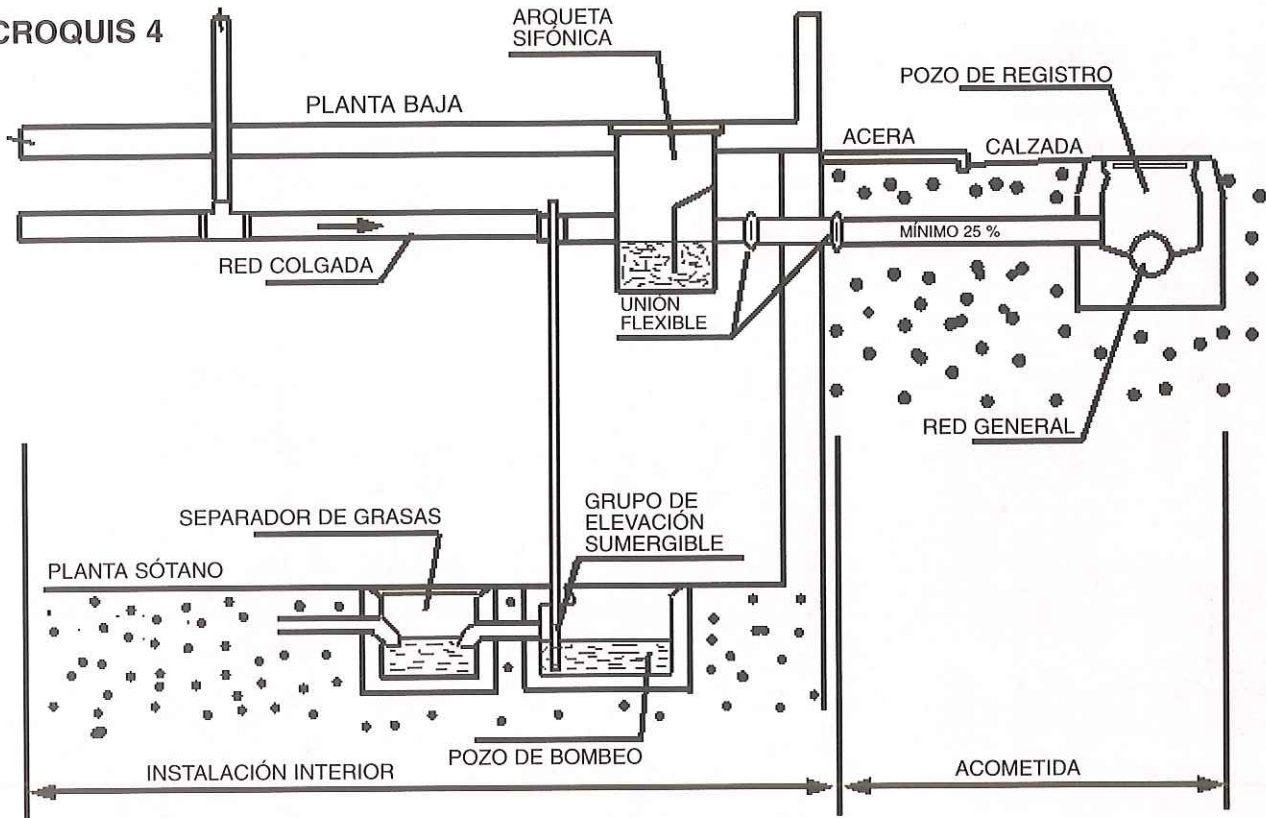 CROQUIS 4
ARQUETA
SIFÓNICA
POZO DE REGISTRO
PLANTA BAJA
ACERA
CALZADA
MÍNIMO 25 %
RED COLGADA
UNIÓN
FLEXIBLE
RED GENERAL
SEPARADOR DE GRASAS
GRUPO DE
ELEVACIÓN
SUMERGIBLE
PLANTA SÓTANO
POZO DE BOMBEO
INSTALACIÓN INTERIOR
ACOMETIDA